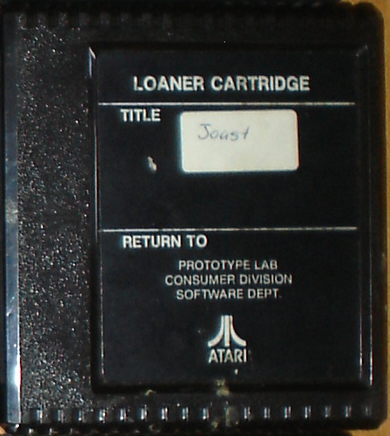 LOANER CARTRIDGE
TITLE
Joust
RETURN TO
PROTOTYPE LAB
CONSUMER DIVISION
SOFTWARE DEPT.
ATARI